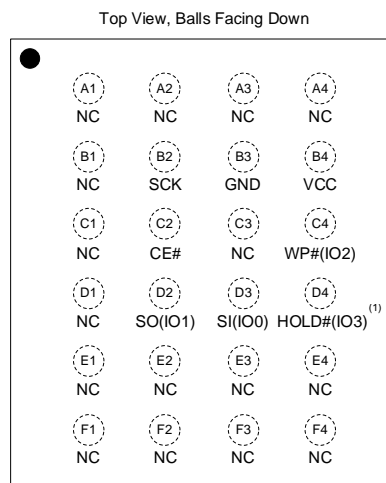 Top View, Balls Facing Down
A1 A2 A3 A4
NC NC NC NC
B1 B2 B3 B4
NC SCK GND VCC
C1 C2 C3 C4
NC CE# NC WP#(IO2)
D1 D2 D3 D4
NC SO(IO1) SI(IO0) HOLD#(IO3) (1)
E1 E2 E3 E4
NC NC NC NC
F1 F2 F3 F4
NC NC NC NC